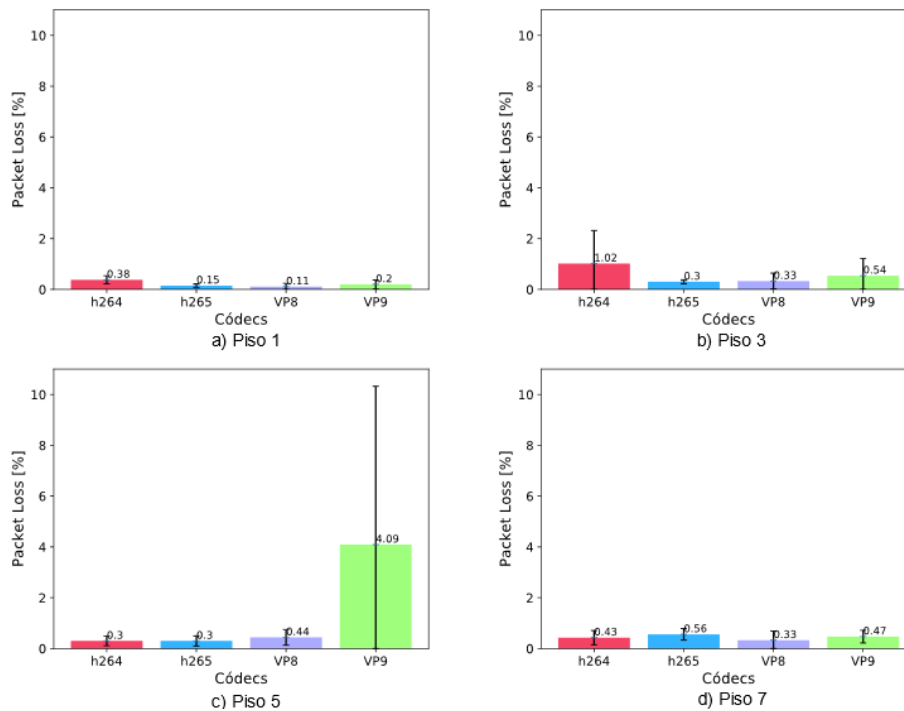 Packet Loss [%]
10
8
6
4
2
0
0.38
0.15
0.11
0.2
h264
h265
VP8
VP9
Códecs
a) Piso 1
Packet Loss [%]
10
8
6
4
2
0
1.02
0.3
0.33
0.54
h264
h265
VP8
VP9
Códecs
b) Piso 3
Packet Loss [%]
10
8
6
4
2
0
0.3
0.3
0.44
4.09
h264
h265
VP8
VP9
Códecs
c) Piso 5
Packet Loss [%]
10
8
6
4
2
0
0.43
0.56
0.33
0.47
h264
h265
VP8
VP9
Códecs
d) Piso 7